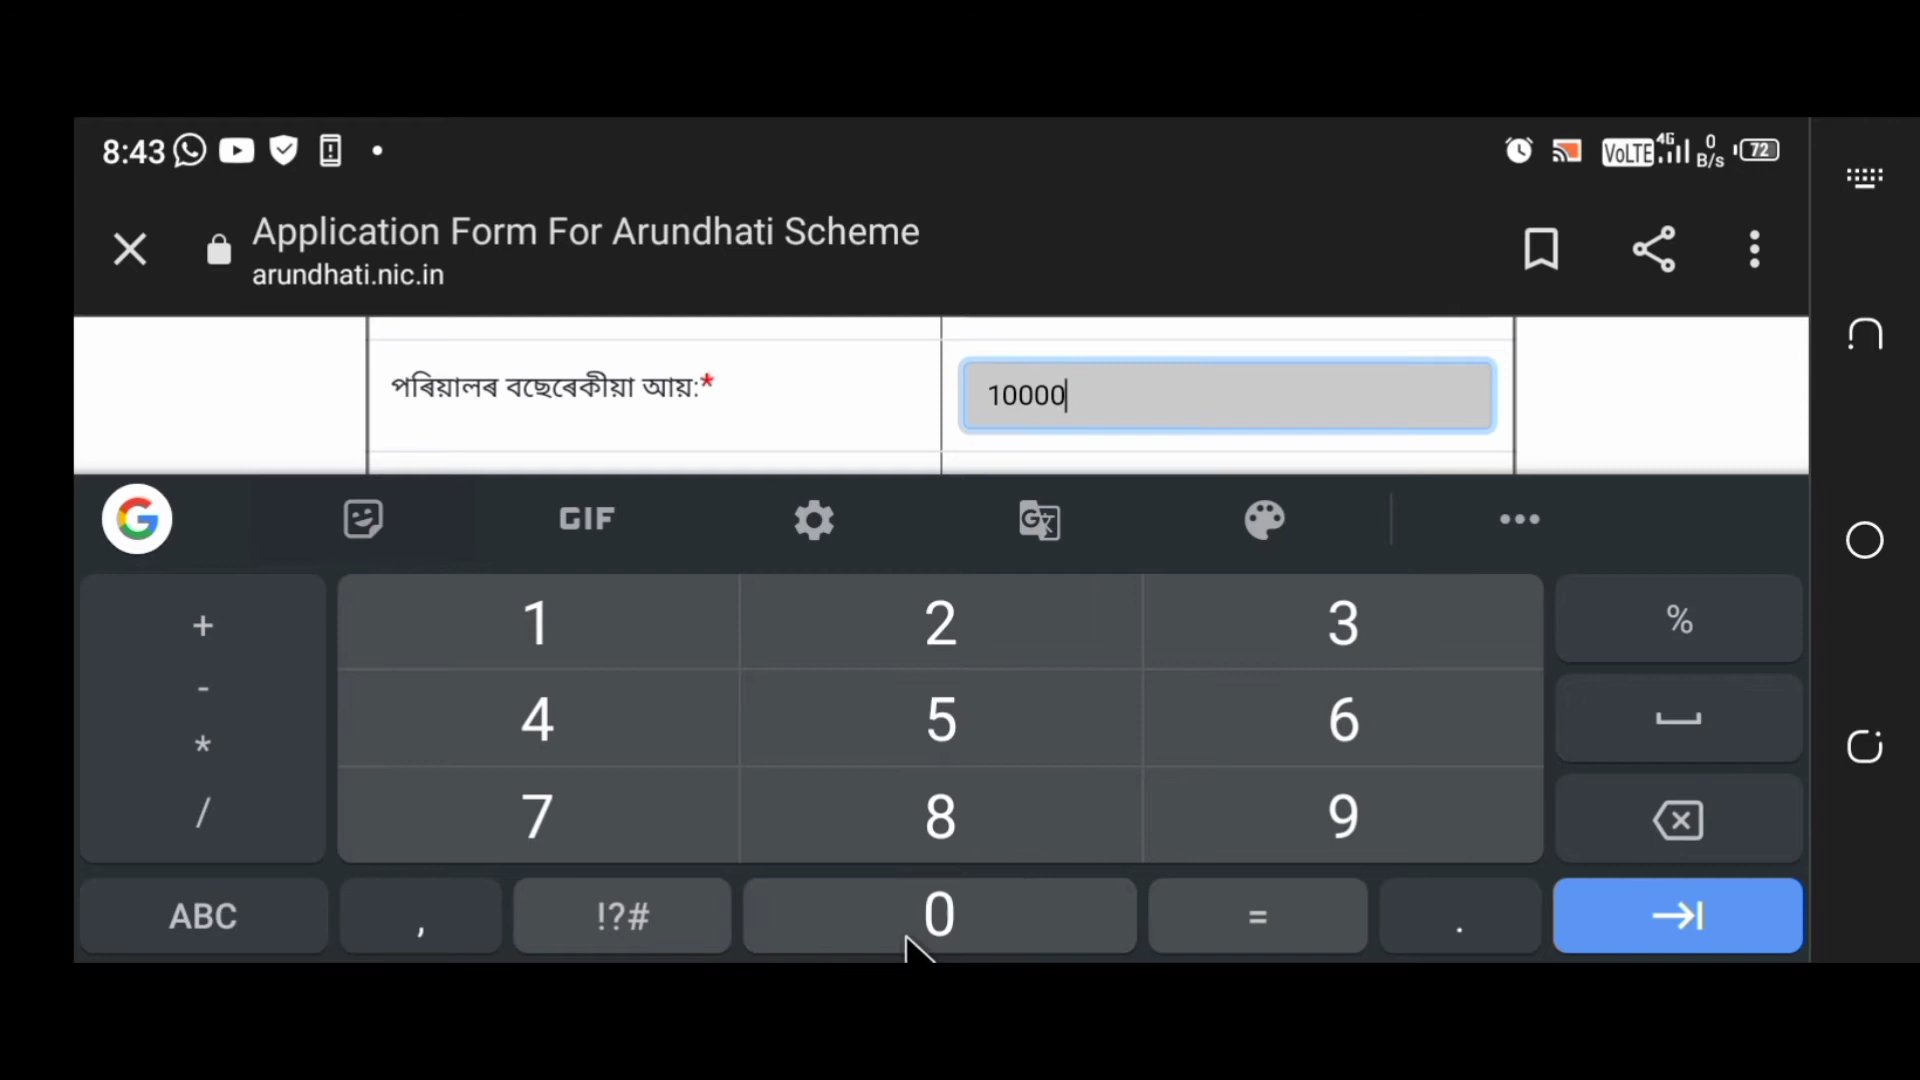 8:43 VoLTE 4G 0 B/s 72
Application Form For Arundhati Scheme
arundhati.nic.in
পৰিয়ালৰ বছেৰেকীয়া আয়:* 10000
G GIF
+ 1 2 3 %
- 4 5 6
*
/ 7 8 9
ABC , !?# 0 = .